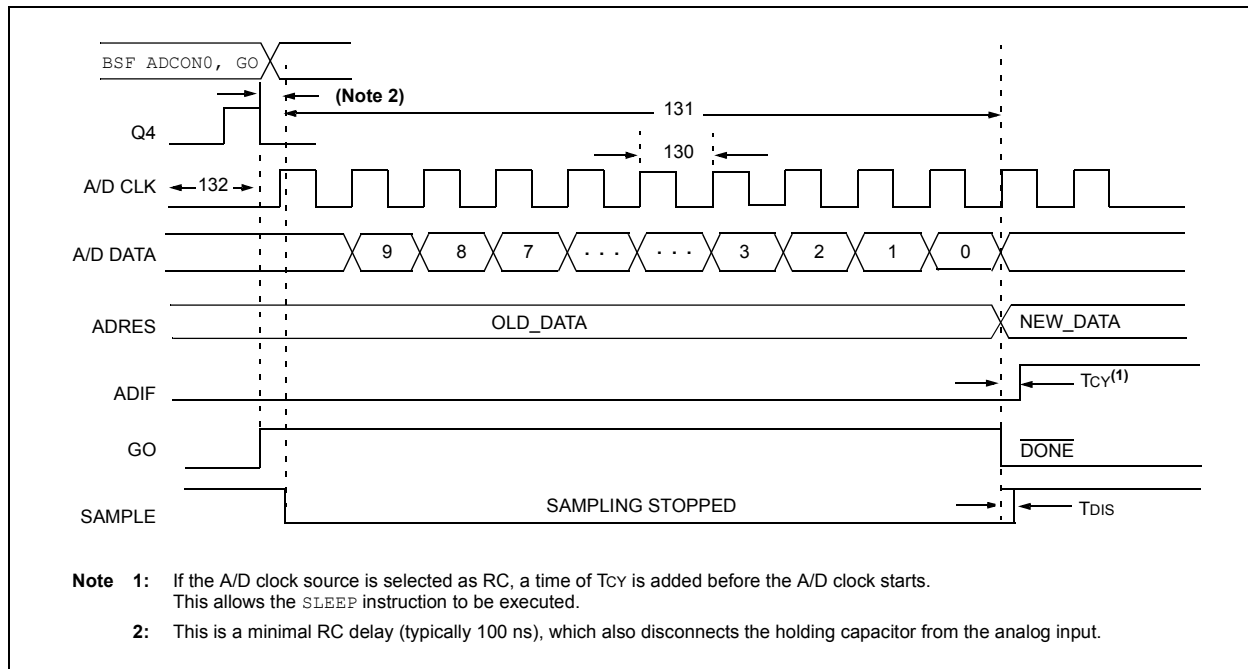 BSF ADCON0, GO
(Note 2)
131
Q4
130
A/D CLK
132
A/D DATA
9 8 7 . . . . . . 3 2 1 0
ADRES
OLD_DATA
NEW_DATA
ADIF
TCY(1)
GO
DONE
SAMPLE
SAMPLING STOPPED
TDIS
Note 1: If the A/D clock source is selected as RC, a time of TCY is added before the A/D clock starts.
This allows the SLEEP instruction to be executed.
2: This is a minimal RC delay (typically 100 ns), which also disconnects the holding capacitor from the analog input.